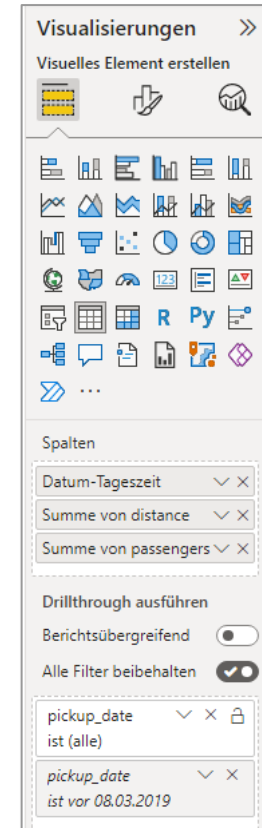 Visualisierungen
Visuelles Element erstellen
123
R
Py
Spalten
Datum-Tageszeit
Summe von distance
Summe von passengers
Drillthrough ausführen
Berichtsübergreifend
Alle Filter beibehalten
pickup_date
ist (alle)
pickup_date
ist vor 08.03.2019